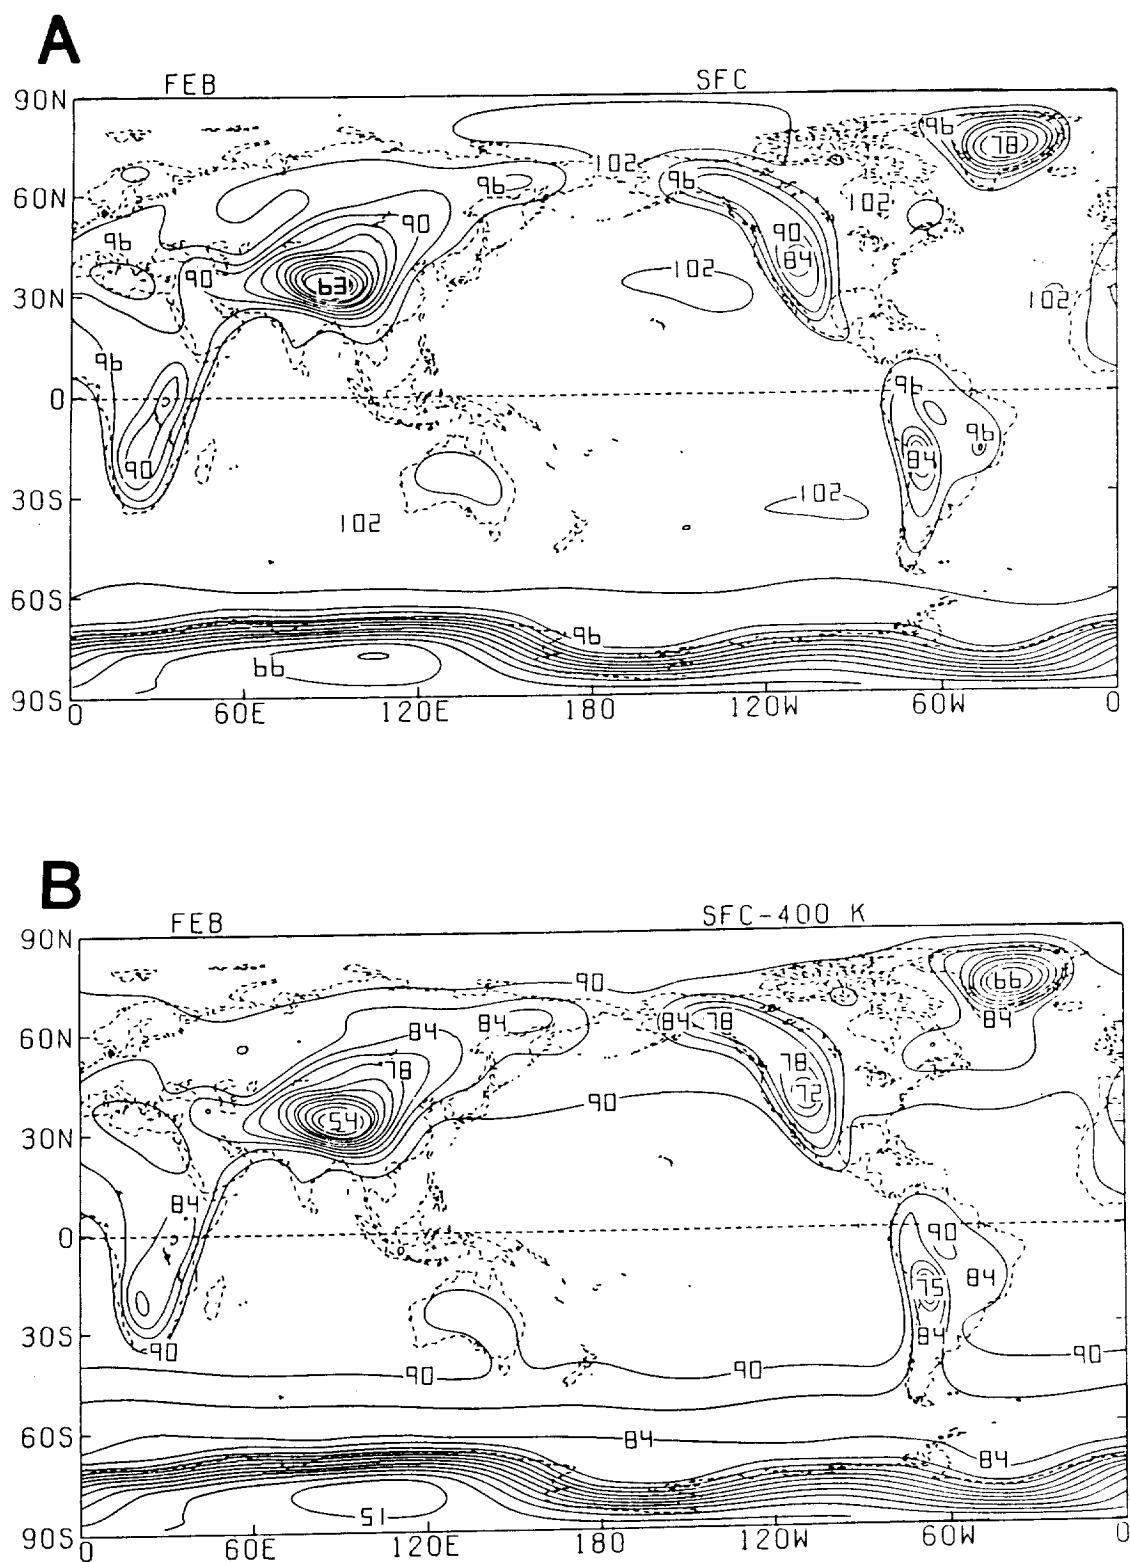 A
FEB SFC
90N
96 78
102
96 96
60N
102
96 90 90
84
90 63 102 102
30N
96
0
96
96
90 84
102
30S
102
60S
96
66
90S
0 60E 120E 180 120W 60W 0
B
FEB SFC-400 K
90N
90 66
84 84 84 78 84
60N
78 78
72
90
54
30N
84
0
90
84
75
84
30S
90 90 90 90
60S
84 84
51
90S
0 60E 120E 180 120W 60W 0